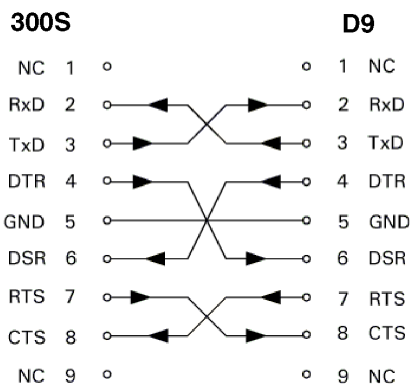 300S D9
NC 1 1 NC
RxD 2 2 RxD
TxD 3 3 TxD
DTR 4 4 DTR
GND 5 5 GND
DSR 6 6 DSR
RTS 7 7 RTS
CTS 8 8 CTS
NC 9 9 NC